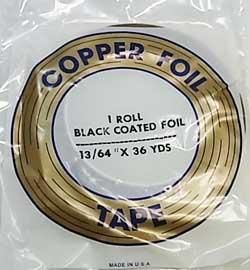 COPPER FOIL
1 ROLL
BLACK COATED FOIL
13/64 " X 36 YDS
TAPE
MADE IN U.S.A